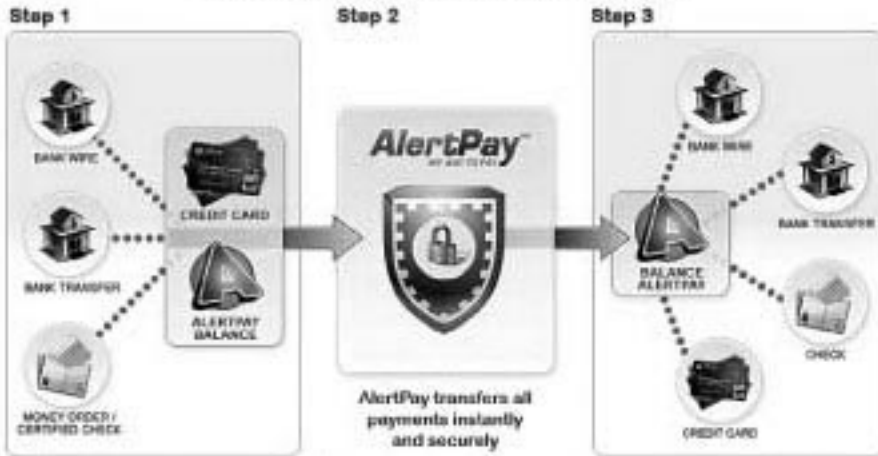 Step 1
Step 2
Step 3
BANK WIRE
CREDIT CARD
BANK TRANSFER
ALERTPAY
BALANCE
MONEY ORDER /
CERTIFIED CHECK
AlertPay
AlertPay transfers all
payments instantly
and securely
BANK
BANK TRANSFER
BALANCE
ALERTPAY
CHECK
CREDIT CARD